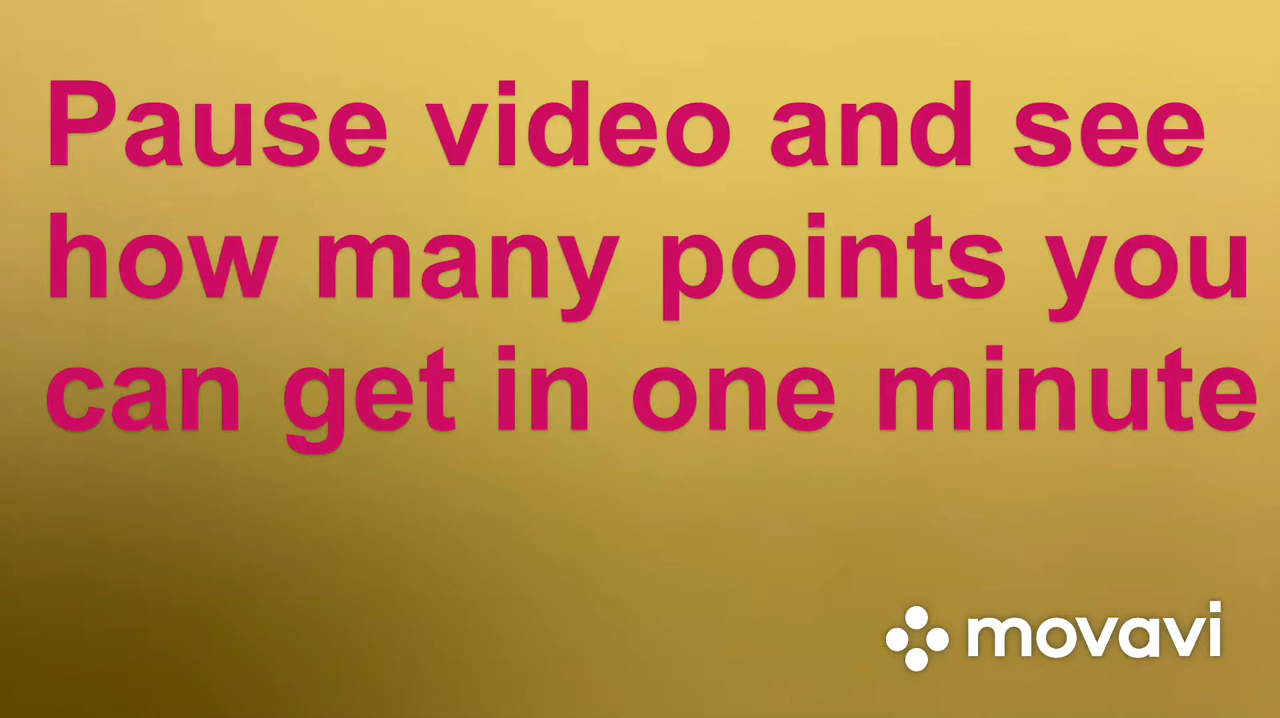 Pause video and see
how many points you
can get in one minute
movavi